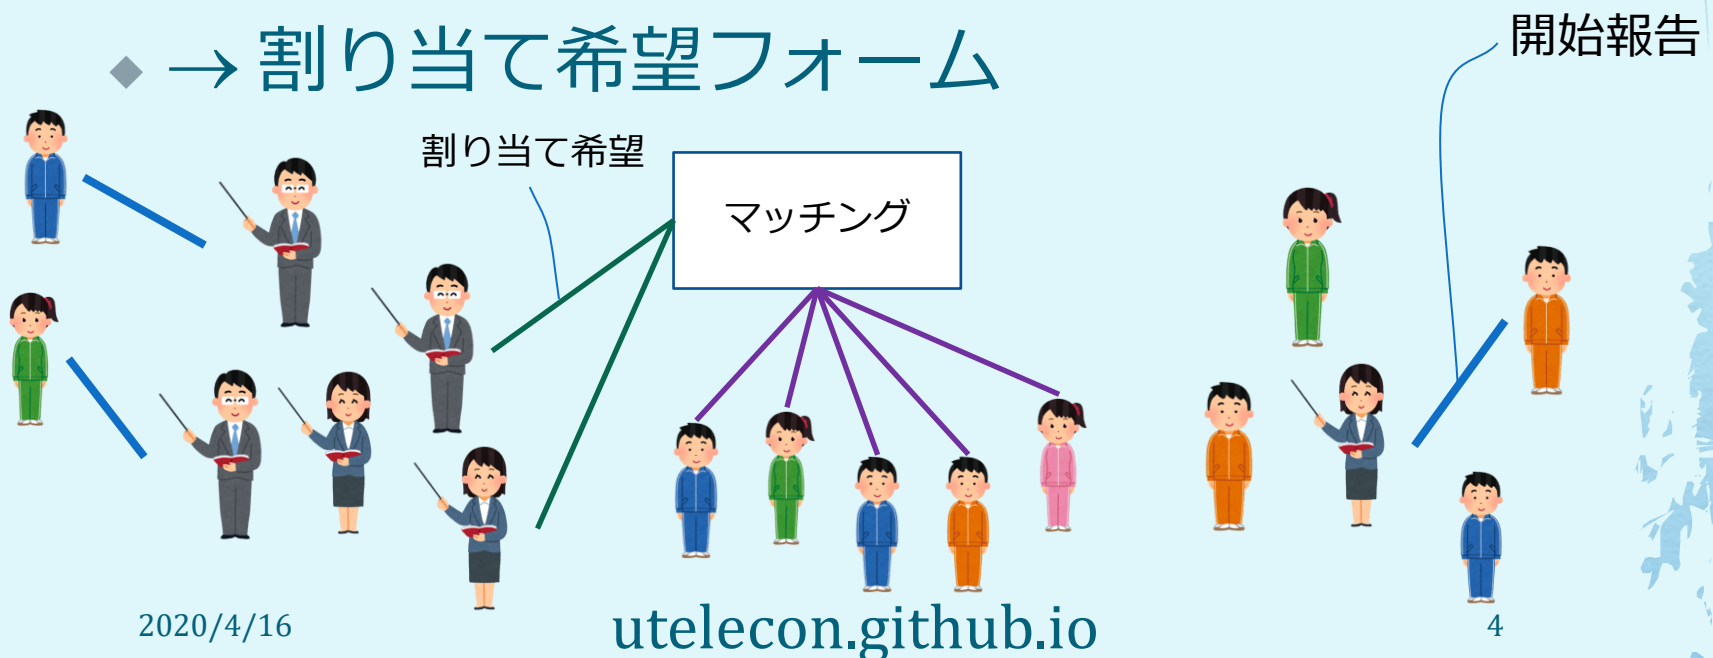 開始報告
→ 割り当て希望フォーム
割り当て希望
マッチング
2020/4/16
utelecon.github.io
4